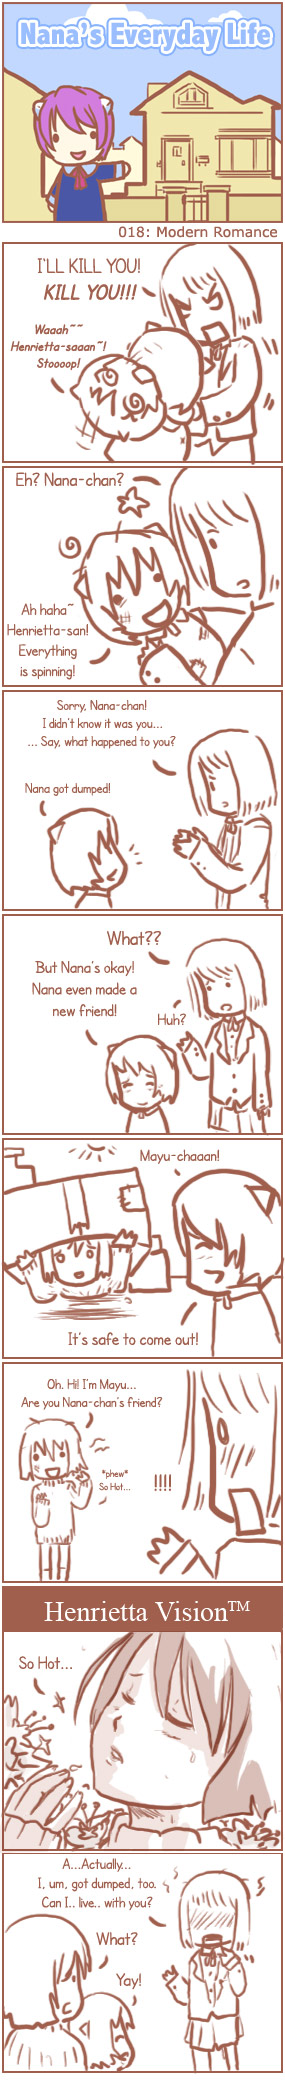 Nana's Everyday Life
018: Modern Romance
I'LL KILL YOU!
KILL YOU!!!
Waaah~~
Henrietta-saaan~!
Stooop!
Eh? Nana-chan?
Ah haha~
Henrietta-san!
Everything
is spinning!
Sorry, Nana-chan!
I didn't know it was you...
... Say, what happened to you?
Nana got dumped!
What??
But Nana's okay!
Nana even made a
new friend!
Huh?
Mayu-chaaan!
It's safe to come out!
Oh. Hi! I'm Mayu...
Are you Nana-chan's friend?
*phew*
So Hot...
!!!!
Henrietta Vision™
So Hot...
A...Actually...
I, um, got dumped, too.
Can I.. live.. with you?
What?
Yay!